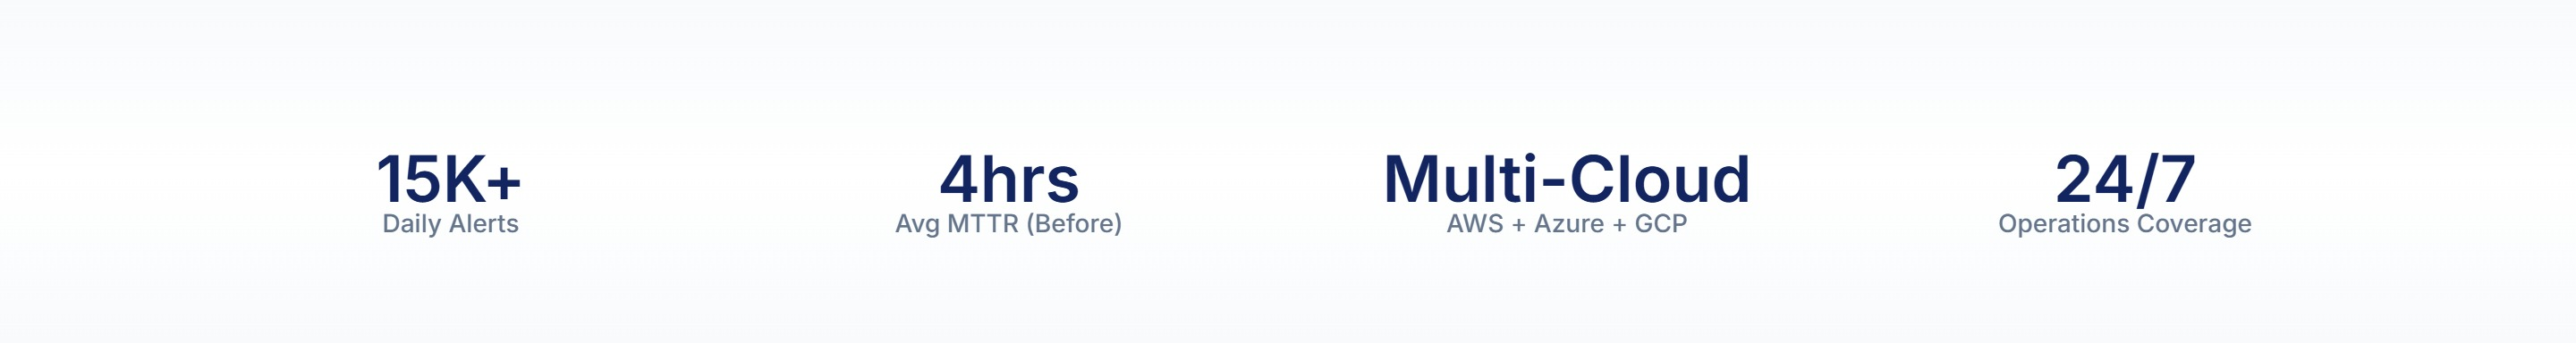 15K+
Daily Alerts
4hrs
Avg MTTR (Before)
Multi-Cloud
AWS + Azure + GCP
24/7
Operations Coverage